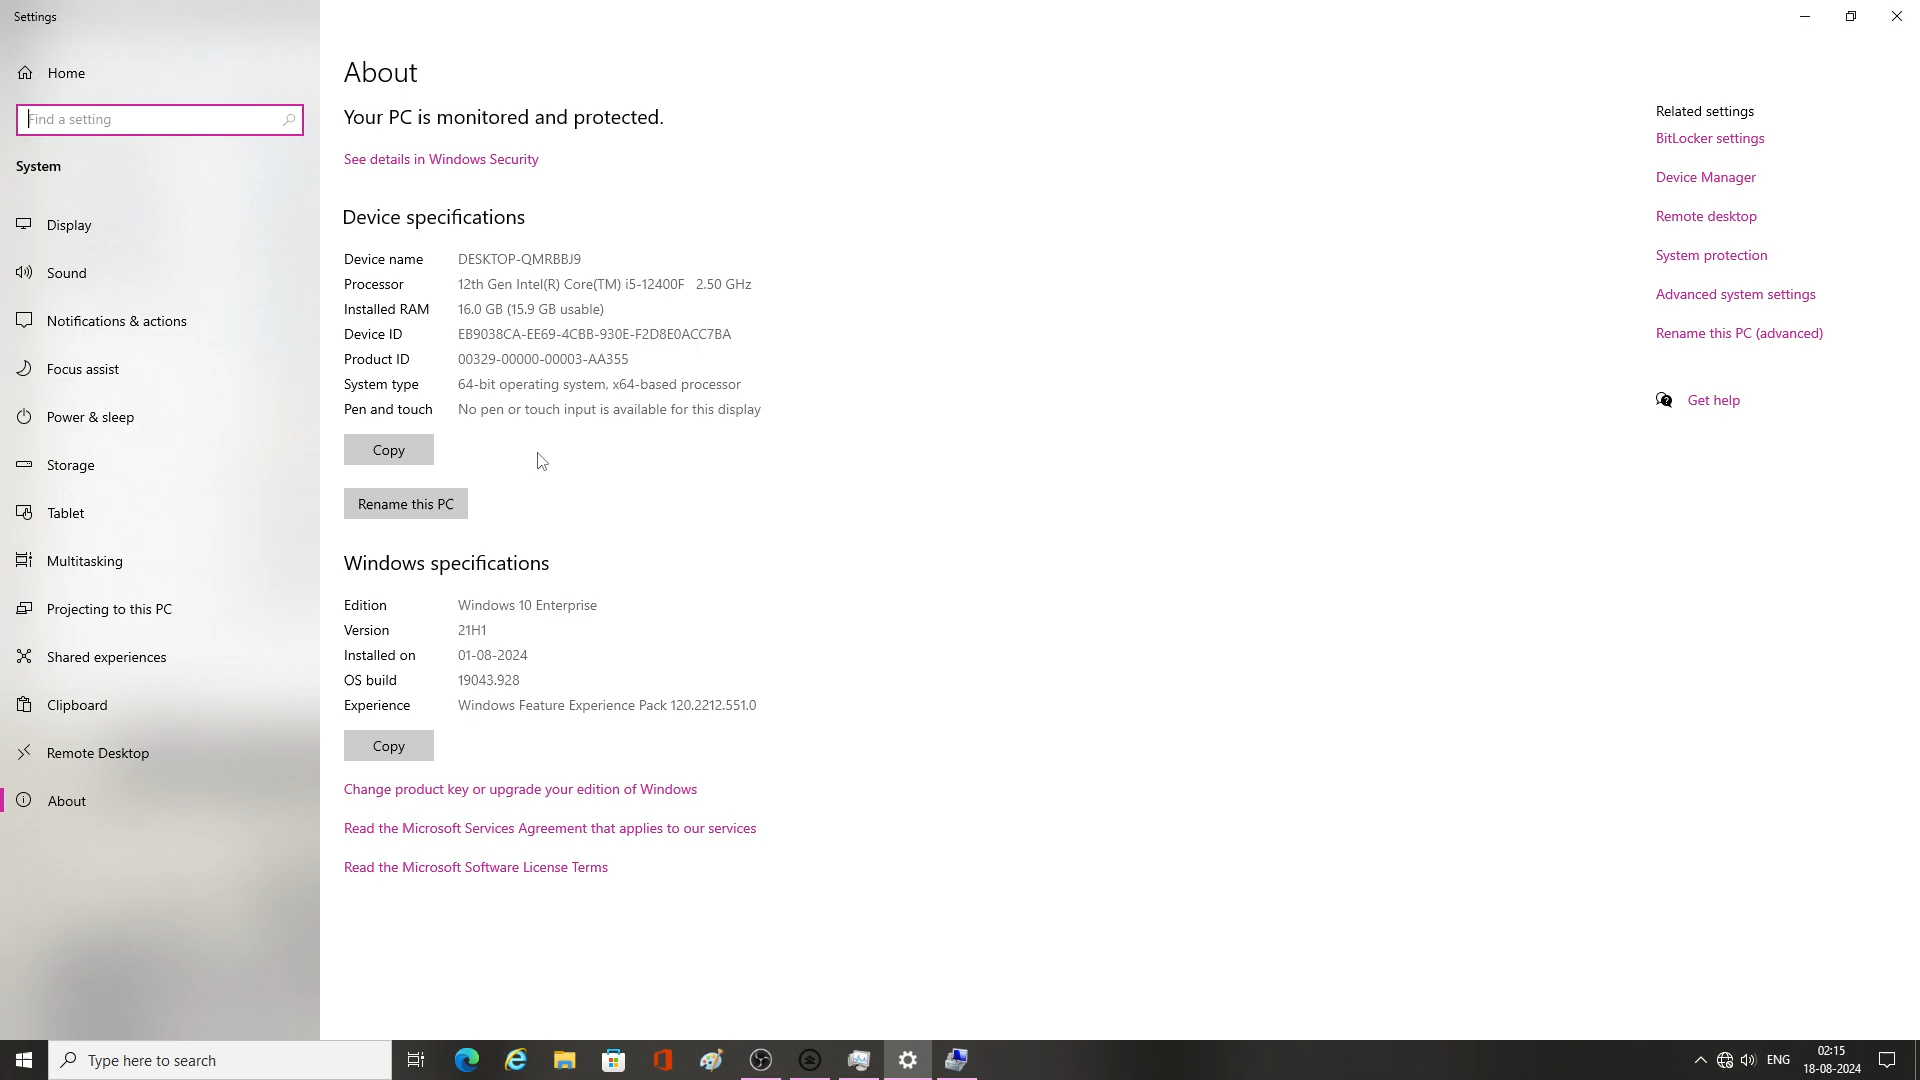 Settings
Home
Find a setting
System
Display
Sound
Notifications & actions
Focus assist
Power & sleep
Storage
Tablet
Multitasking
Projecting to this PC
Shared experiences
Clipboard
Remote Desktop
About
About
Your PC is monitored and protected.
See details in Windows Security
Device specifications
Device name DESKTOP-QMRBBJ9
Processor 12th Gen Intel(R) Core(TM) i5-12400F 2.50 GHz
Installed RAM 16.0 GB (15.9 GB usable)
Device ID EB9038CA-EE69-4CBB-930E-F2D8E0ACC7BA
Product ID 00329-00000-00003-AA355
System type 64-bit operating system, x64-based processor
Pen and touch No pen or touch input is available for this display
Copy
Rename this PC
Windows specifications
Edition Windows 10 Enterprise
Version 21H1
Installed on 01-08-2024
OS build 19043.928
Experience Windows Feature Experience Pack 120.2212.551.0
Copy
Change product key or upgrade your edition of Windows
Read the Microsoft Services Agreement that applies to our services
Read the Microsoft Software License Terms
Related settings
BitLocker settings
Device Manager
Remote desktop
System protection
Advanced system settings
Rename this PC (advanced)
Get help
Type here to search
ENG
02:15
18-08-2024